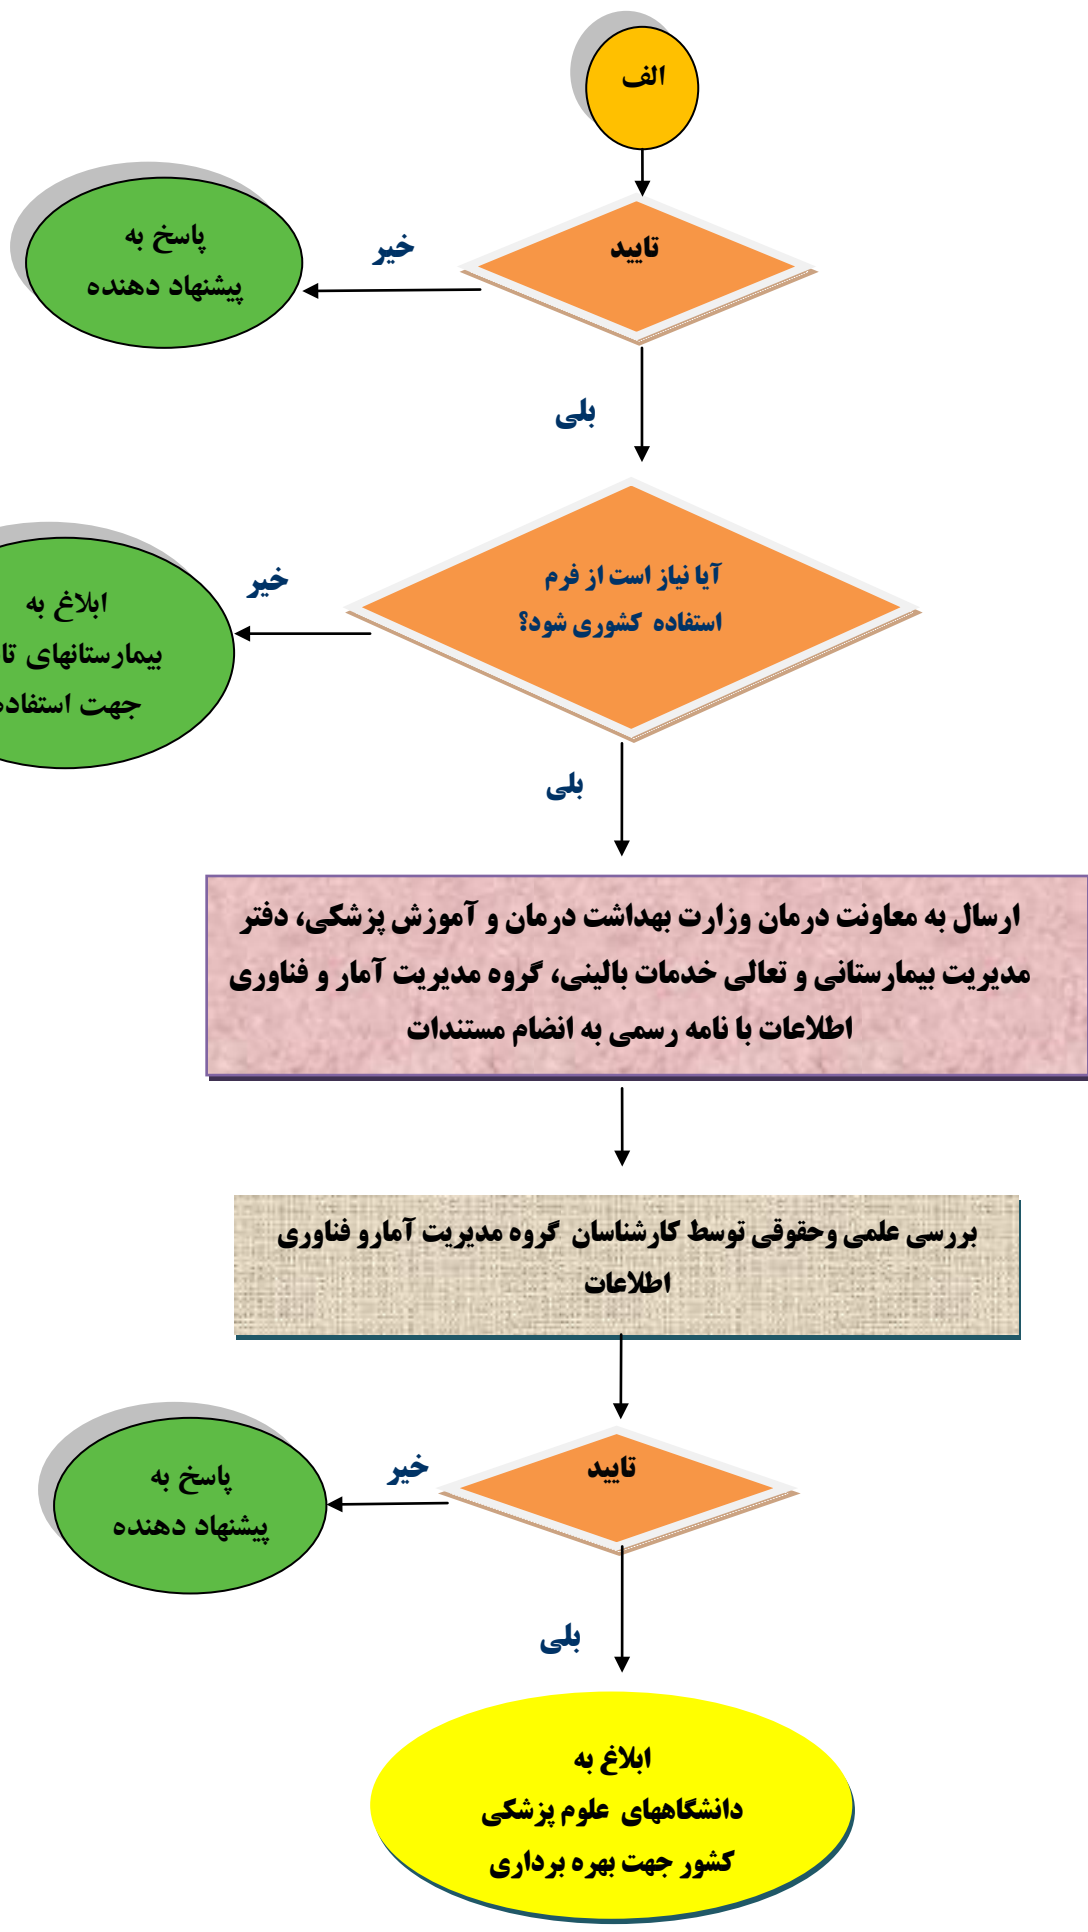 الف
تایید
خیر
پاسخ به
پیشنهاد دهنده
بلی
آیا نیاز است از فرم
استفاده کشوری شود؟
خیر
ابلاغ به
بیمارستانهای
جهت
بلی
ارسال به معاونت درمان وزارت بهداشت درمان و آموزش پزشکی، دفتر
مدیریت بیمارستانی و تعالی خدمات بالینی، گروه مدیریت آمار و فناوری
اطلاعات با نامه رسمی به انضام مستندات
بررسی علمی وحقوقی توسط کارشناسان گروه مدیریت آمارو فناوری
اطلاعات
تایید
خیر
پاسخ به
پیشنهاد دهنده
بلی
ابلاغ به
دانشگاههای علوم پزشکی
کشور جهت بهره برداری